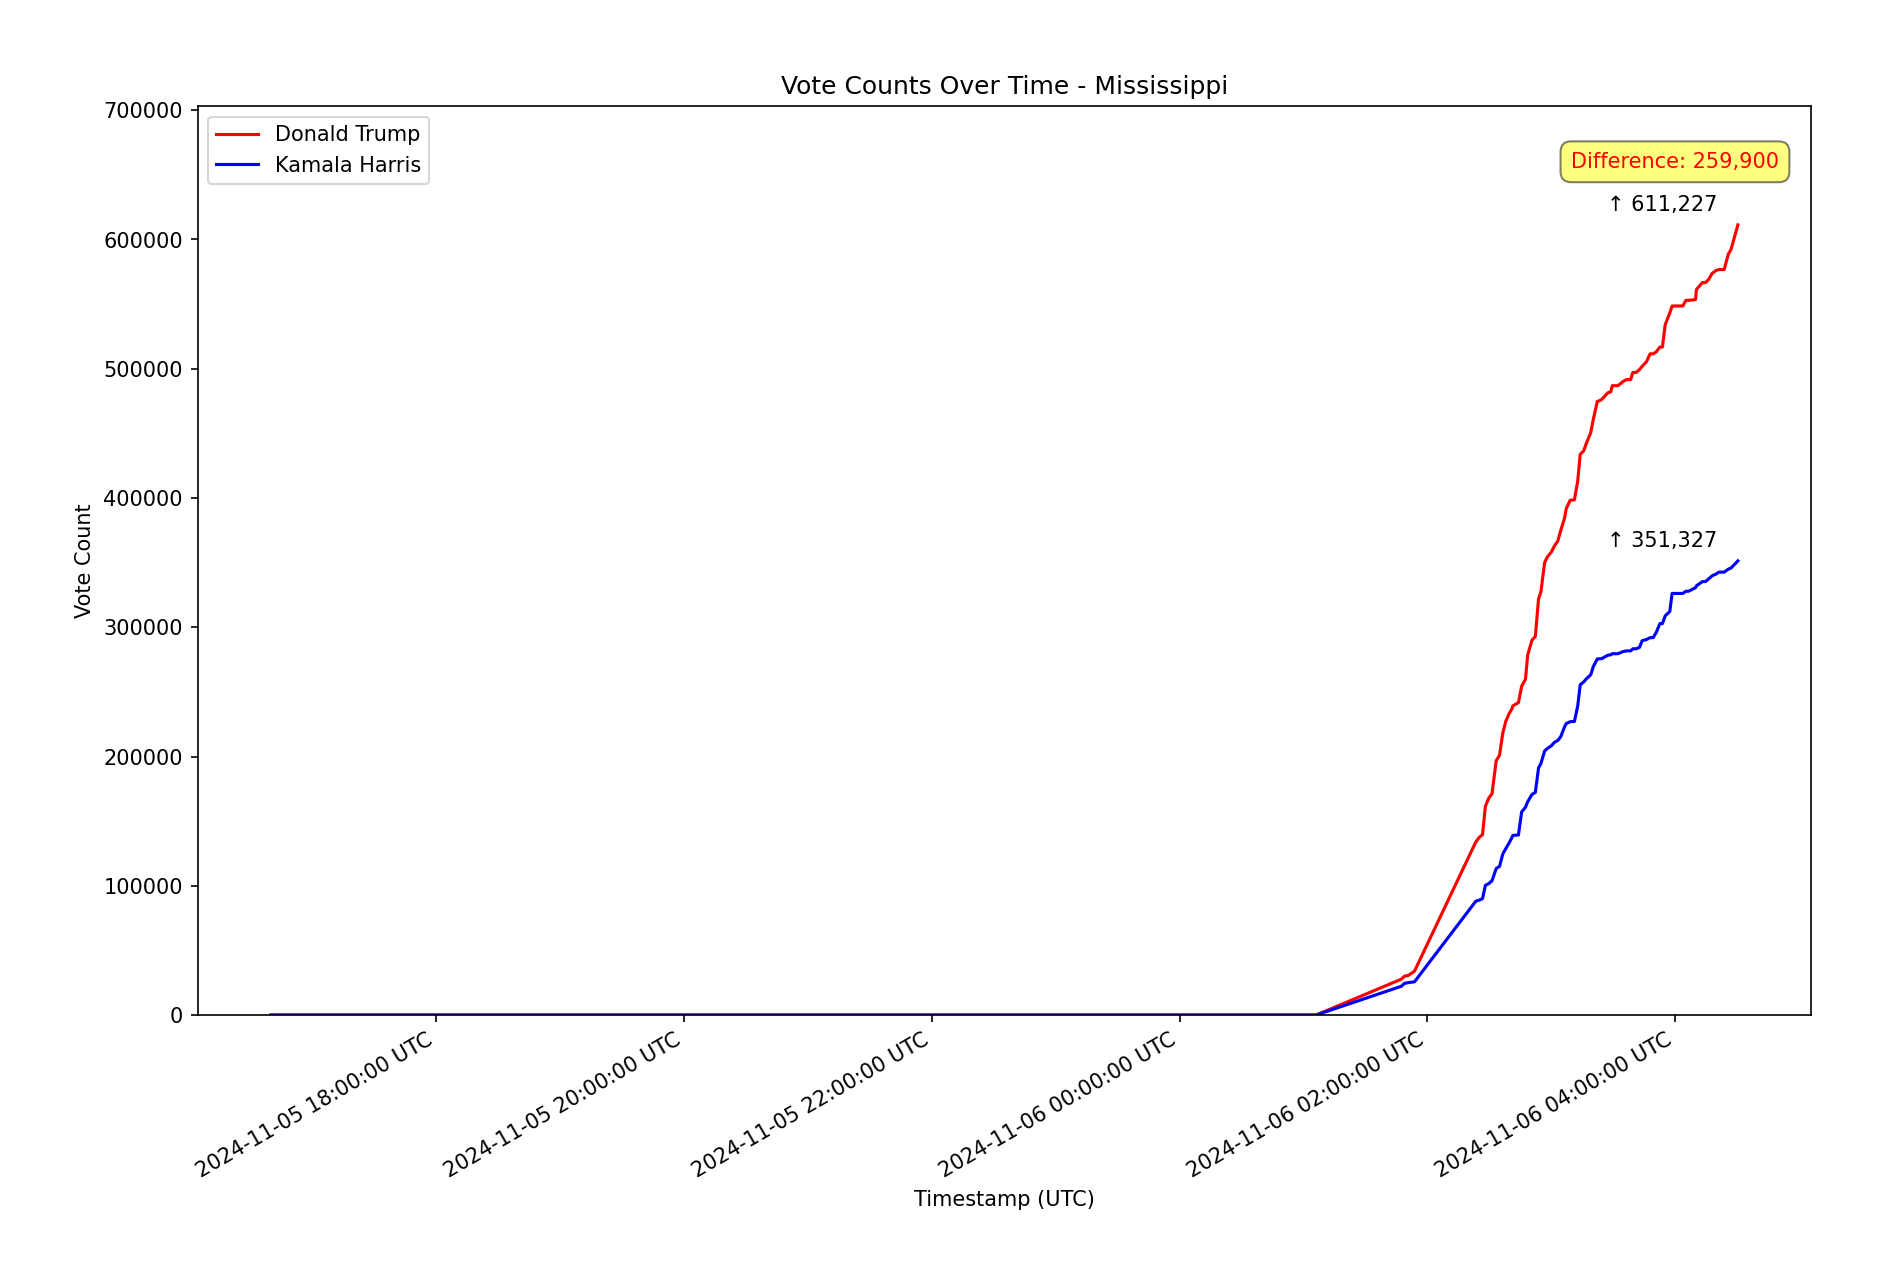 Vote Counts Over Time - Mississippi
700000
600000
500000
400000
300000
200000
100000
0
Vote Count
Donald Trump
Kamala Harris
Difference: 259,900
↑ 611,227
↑ 351,327
2024-11-05 18:00:00 UTC
2024-11-05 20:00:00 UTC
2024-11-05 22:00:00 UTC
2024-11-06 00:00:00 UTC
2024-11-06 02:00:00 UTC
2024-11-06 04:00:00 UTC
Timestamp (UTC)